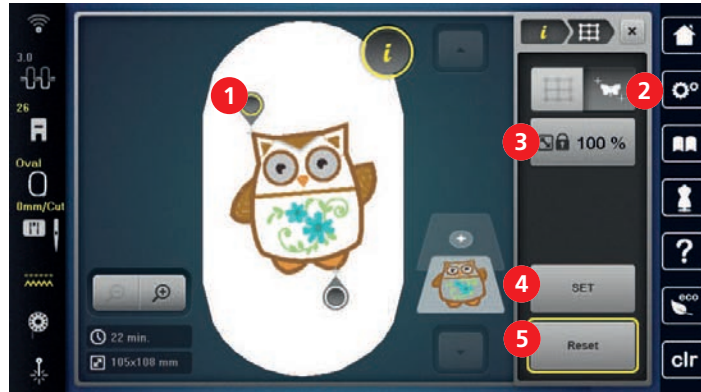 3.0
26
Oval
0mm/Cut
1
i
22 min.
105x108 mm
i
×
2
3
100 %
4
SET
5
Reset
?
eco
clr